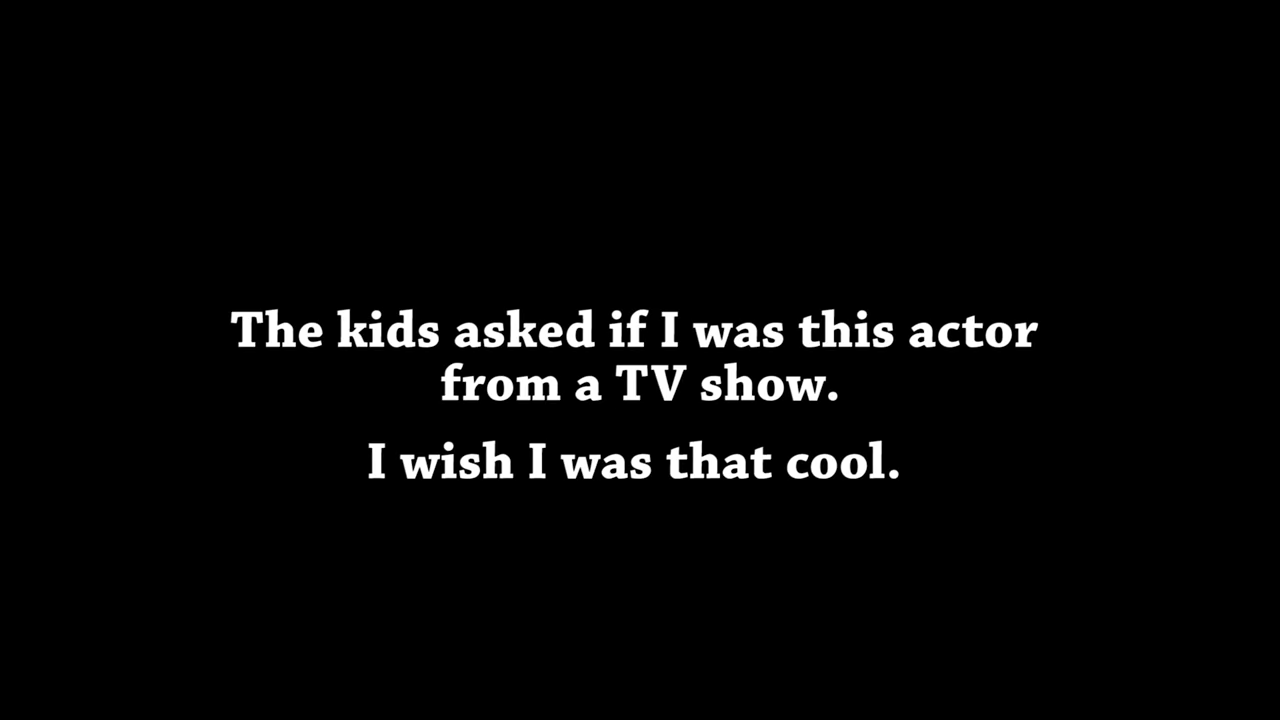 The kids asked if I was this actor
from a TV show.
I wish I was that cool.